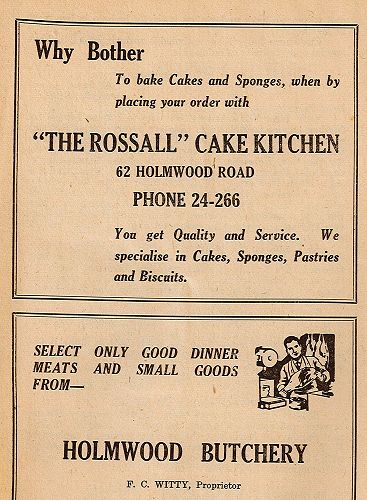 Why Bother
To bake Cakes and Sponges, when by
placing your order with
"THE ROSSALL" CAKE KITCHEN
62 HOLMWOOD ROAD
PHONE 24-266
You get Quality and Service. We
specialise in Cakes, Sponges, Pastries
and Biscuits.
SELECT ONLY GOOD DINNER
MEATS AND SMALL GOODS
FROM—
HOLMWOOD BUTCHERY
F. C. WITTY, Proprietor